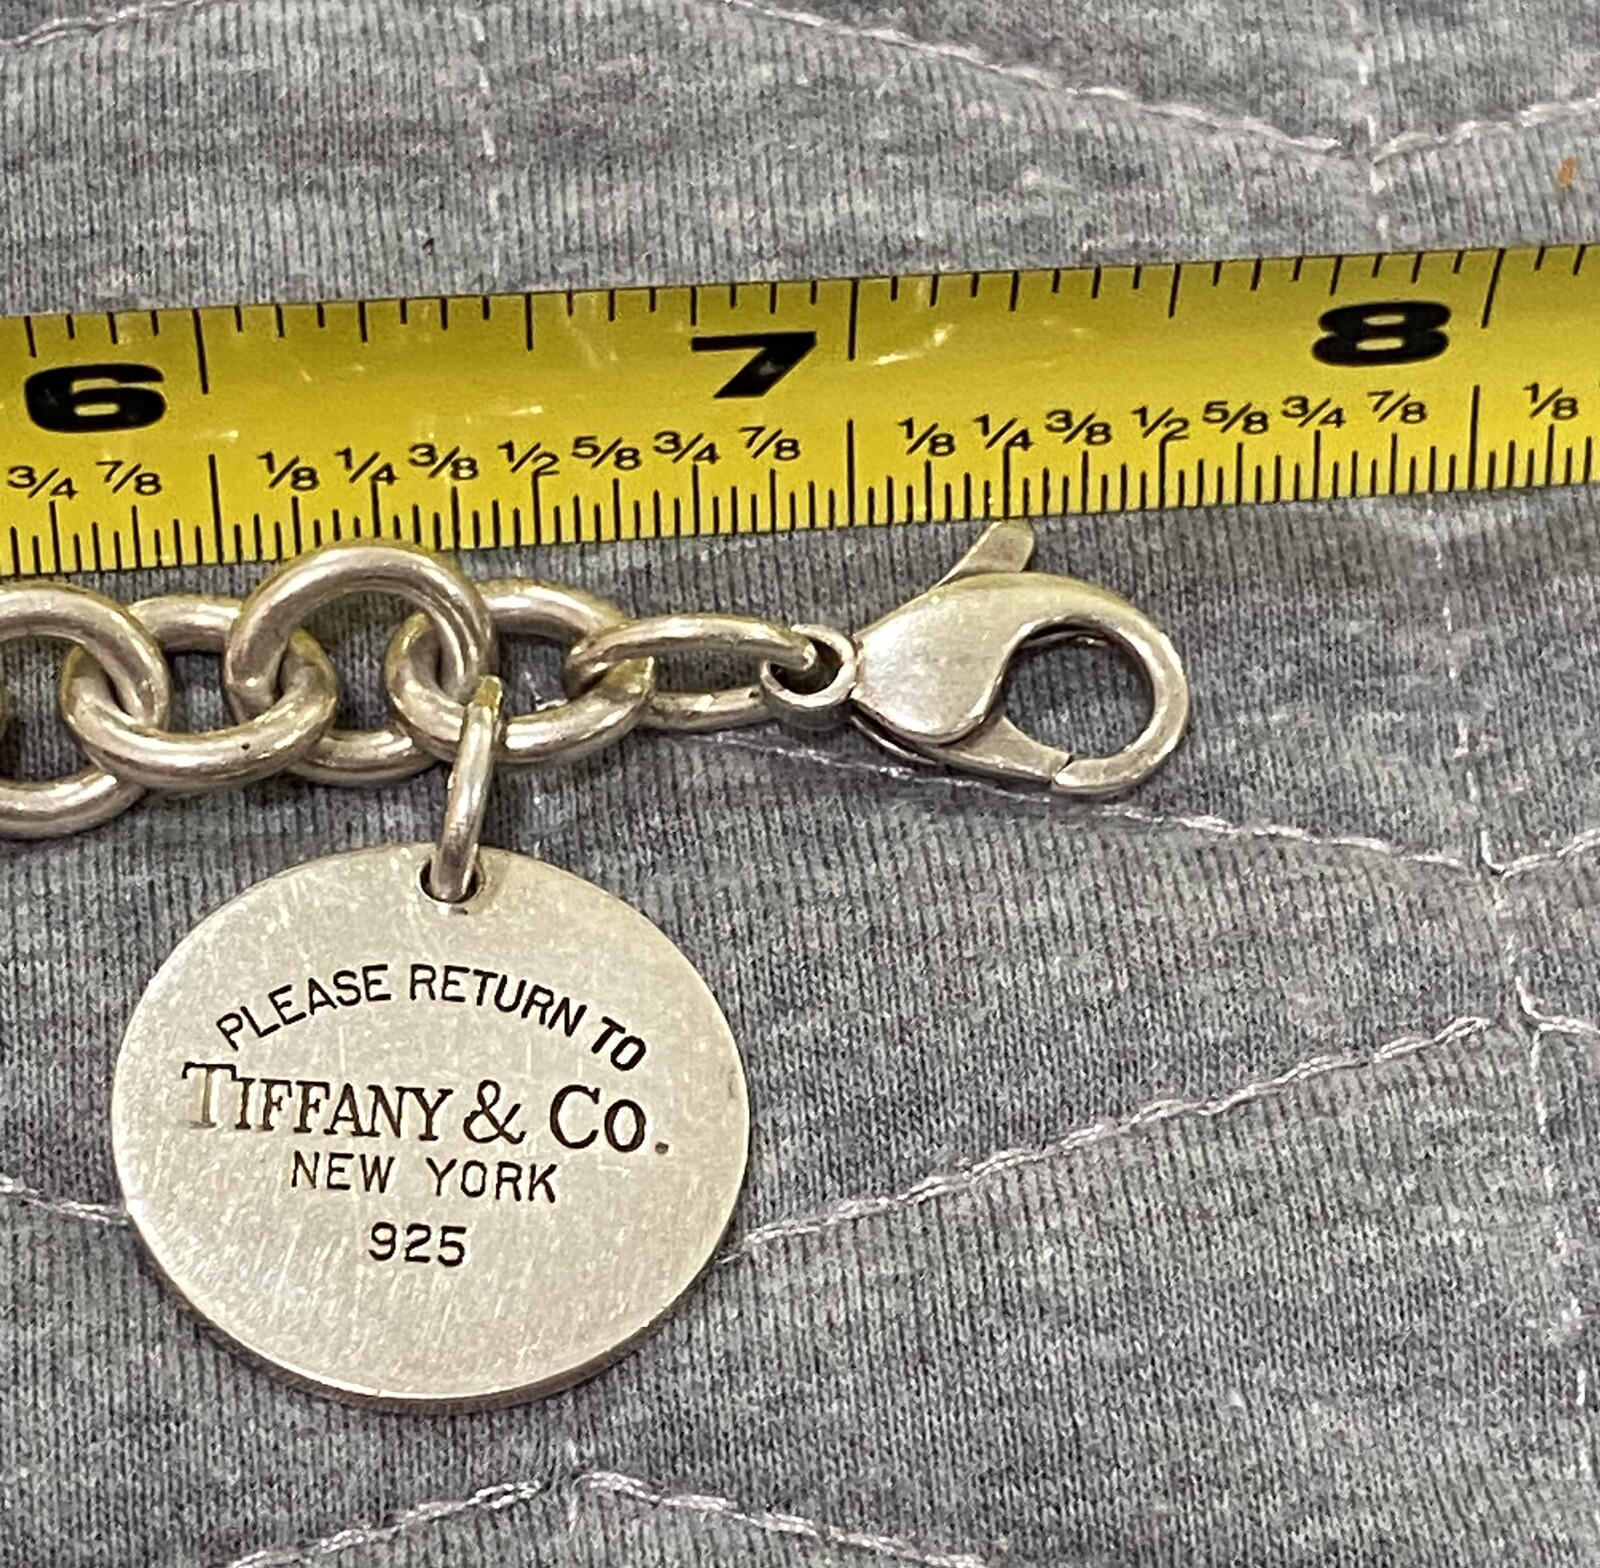 6 7 8
3/4 7/8 1/8 1/4 3/8 1/2 5/8 3/4 7/8 1/8 1/4 3/8 1/2 5/8 3/4 7/8 1/8
PLEASE RETURN TO
TIFFANY & CO.
NEW YORK
925